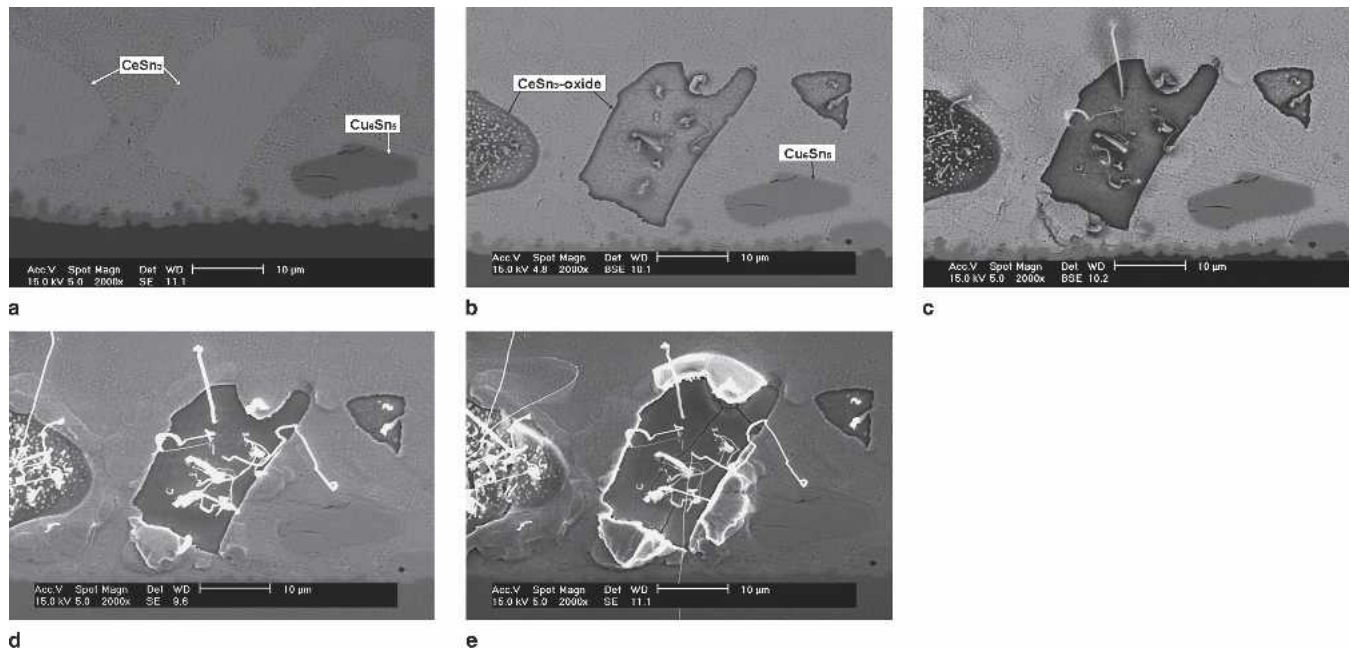 CeSn₃
Cu₆Sn₅
Acc.V Spot Magn Det WD 10 µm
15.0 kV 5.0 2000x SE 11.1
a
CeSn₃-oxide
Cu₆Sn₅
Acc.V Spot Magn Det WD 10 µm
15.0 kV 4.8 2000x BSE 10.1
b
Acc.V Spot Magn Det WD 10 µm
15.0 kV 5.0 2000x BSE 10.2
c
Acc.V Spot Magn Det WD 10 µm
15.0 kV 5.0 2000x SE 9.6
d
Acc.V Spot Magn Det WD 10 µm
15.0 kV 5.0 2000x SE 11.1
e